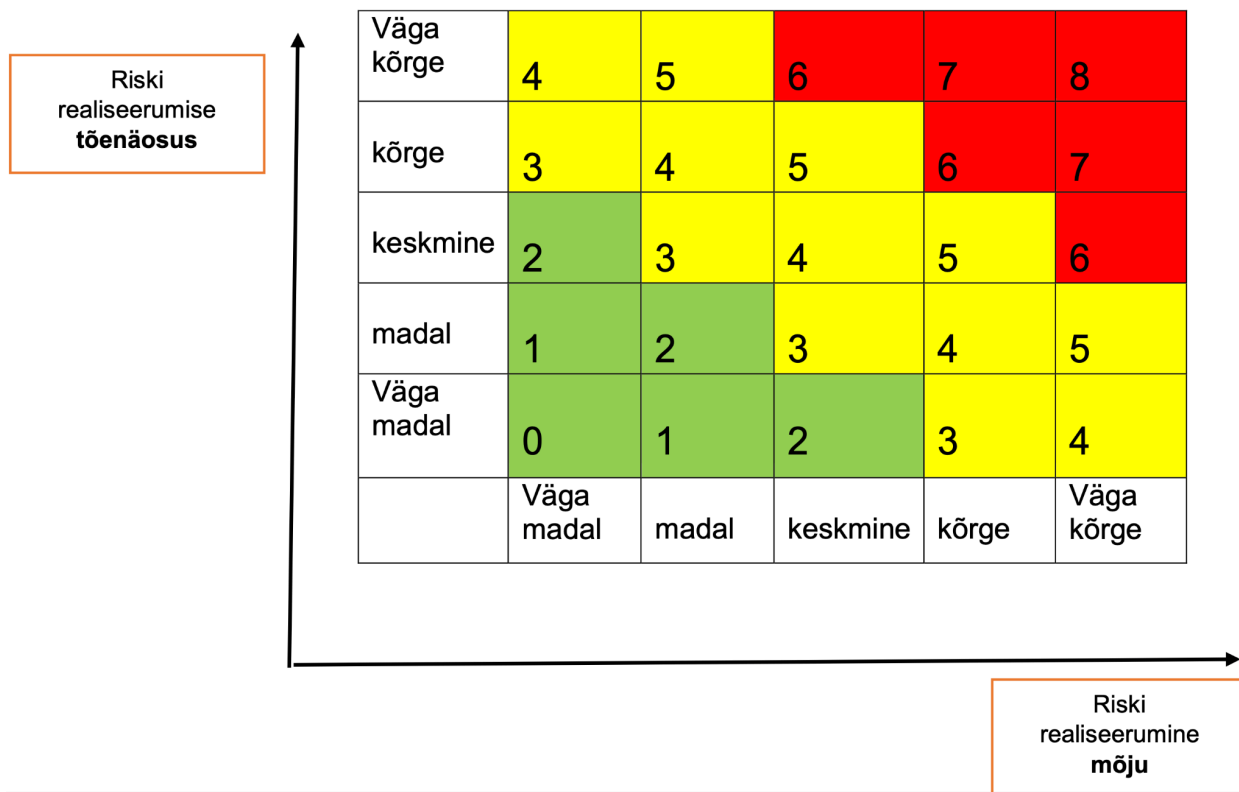 Riski
realiseerumise
tõenäosus
Väga
kõrge
4 5 6 7 8
kõrge
3 4 5 6 7
keskmine
2 3 4 5 6
madal
1 2 3 4 5
Väga
madal
0 1 2 3 4
Väga
madal
madal
keskmine
kõrge
Väga
kõrge
Riski
realiseerumine
mõju